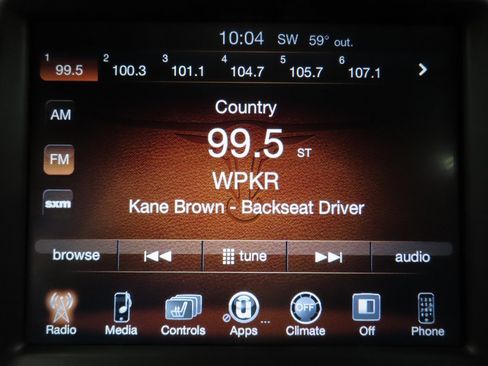 10:04 SW 59° out.
1 99.5 2 100.3 3 101.1 4 104.7 5 105.7 6 107.1
AM
Country
99.5 ST
FM
WPKR
sxm
Kane Brown - Backseat Driver
browse tune audio
OFF
Radio Media Controls Apps ... Climate Off Phone